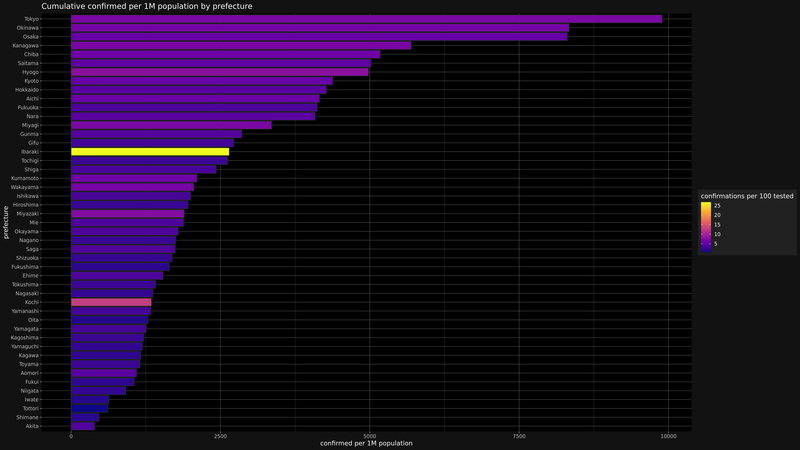 Cumulative confirmed per 1M population by prefecture
prefecture
Tokyo
Okinawa
Osaka
Kanagawa
Chiba
Saitama
Hyogo
Kyoto
Hokkaido
Aichi
Fukuoka
Nara
Miyagi
Gunma
Gifu
Ibaraki
Tochigi
Shiga
Kumamoto
Wakayama
Ishikawa
Hiroshima
Miyazaki
Mie
Okayama
Nagano
Saga
Shizuoka
Fukushima
Ehime
Tokushima
Nagasaki
Kochi
Yamanashi
Oita
Yamagata
Kagoshima
Yamaguchi
Kagawa
Toyama
Aomori
Fukui
Niigata
Iwate
Tottori
Shimane
Akita
0 2500 5000 7500 10000
confirmed per 1M population
confirmations per 100 tested
25
20
15
10
5